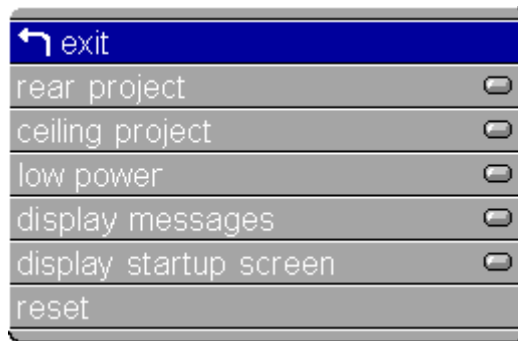 exit
rear project
ceiling project
low power
display messages
display startup screen
reset